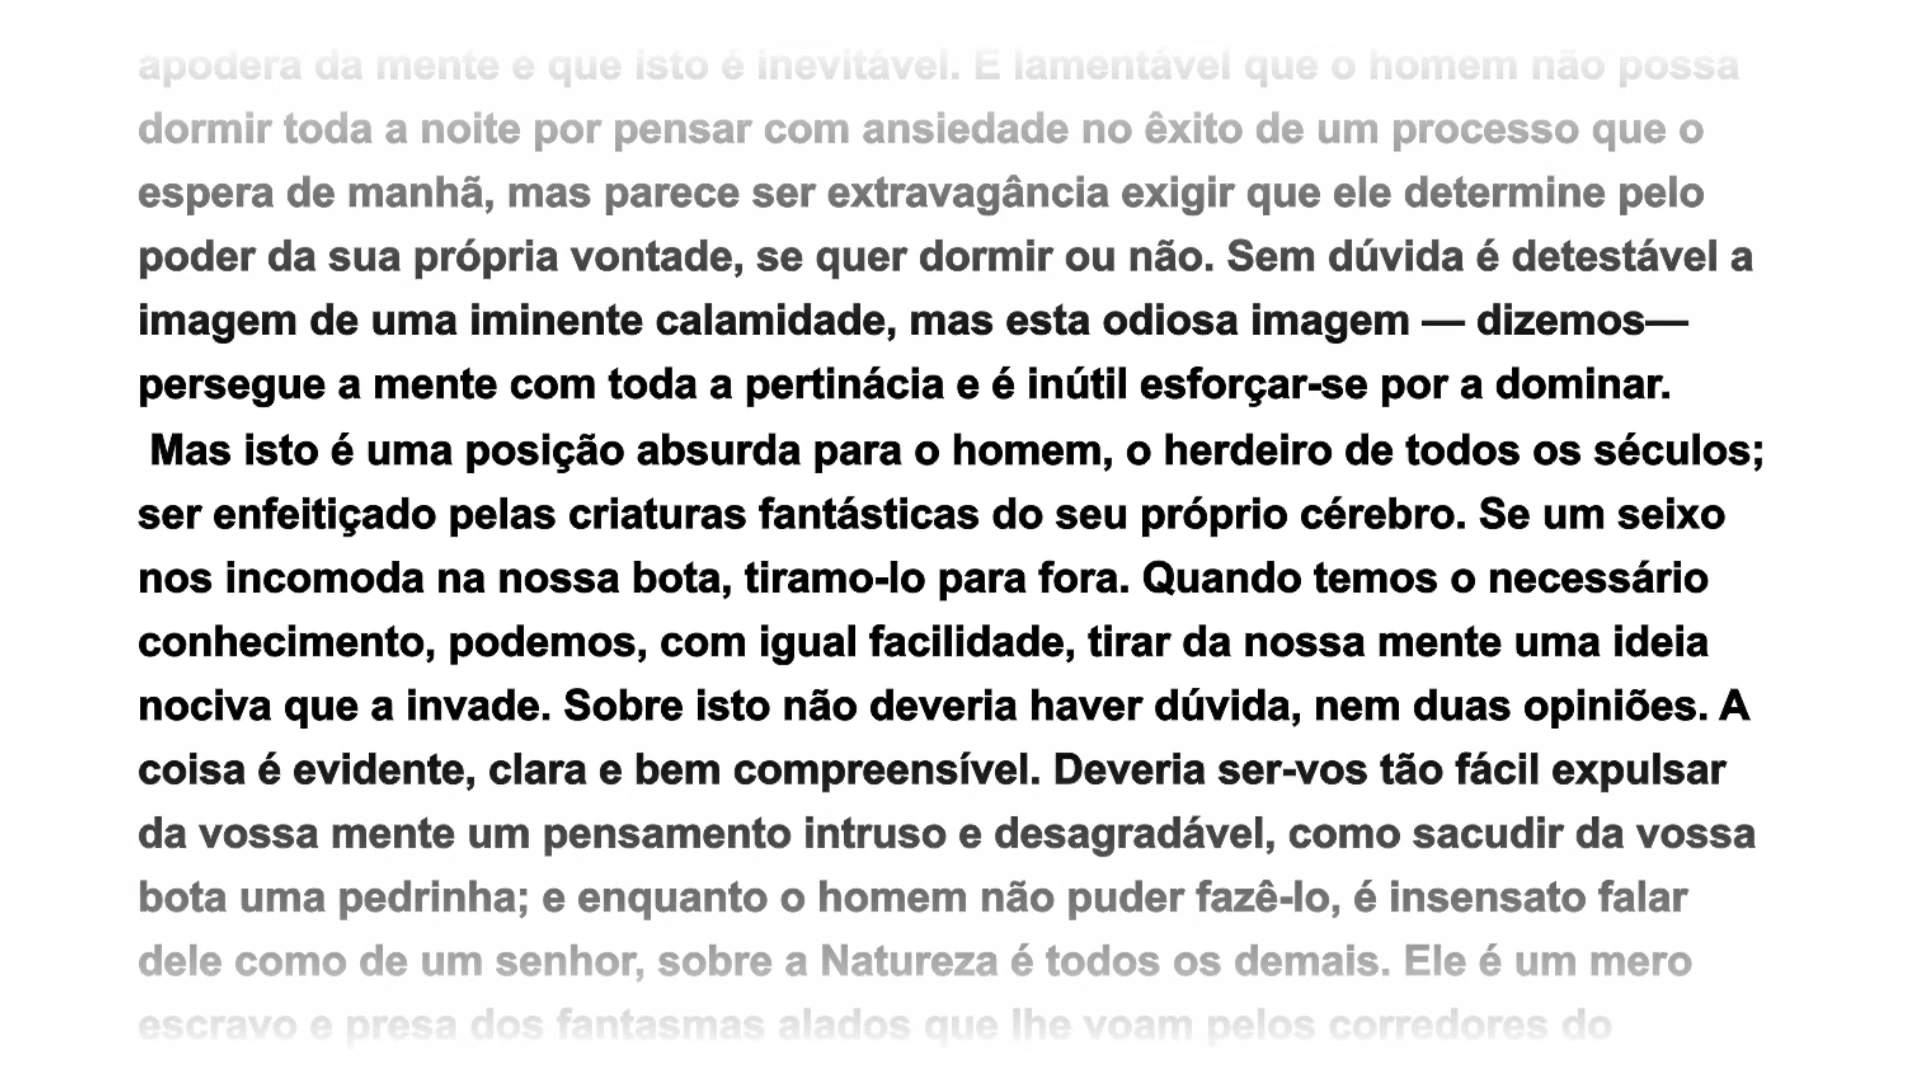 apodera da mente e que isto é inevitável. E lamentável que o homem não possa
dormir toda a noite por pensar com ansiedade no êxito de um processo que o
espera de manhã, mas parece ser extravagância exigir que ele determine pelo
poder da sua própria vontade, se quer dormir ou não. Sem dúvida é detestável a
imagem de uma iminente calamidade, mas esta odiosa imagem — dizemos—
persegue a mente com toda a pertinácia e é inútil esforçar-se por a dominar.
Mas isto é uma posição absurda para o homem, o herdeiro de todos os séculos;
ser enfeitiçado pelas criaturas fantásticas do seu próprio cérebro. Se um seixo
nos incomoda na nossa bota, tiramo-lo para fora. Quando temos o necessário
conhecimento, podemos, com igual facilidade, tirar da nossa mente uma ideia
nociva que a invade. Sobre isto não deveria haver dúvida, nem duas opiniões. A
coisa é evidente, clara e bem compreensível. Deveria ser-vos tão fácil expulsar
da vossa mente um pensamento intruso e desagradável, como sacudir da vossa
bota uma pedrinha; e enquanto o homem não puder fazê-lo, é insensato falar
dele como de um senhor, sobre a Natureza é todos os demais. Ele é um mero
escravo e presa dos fantasmas alados que lhe voam pelos corredores do